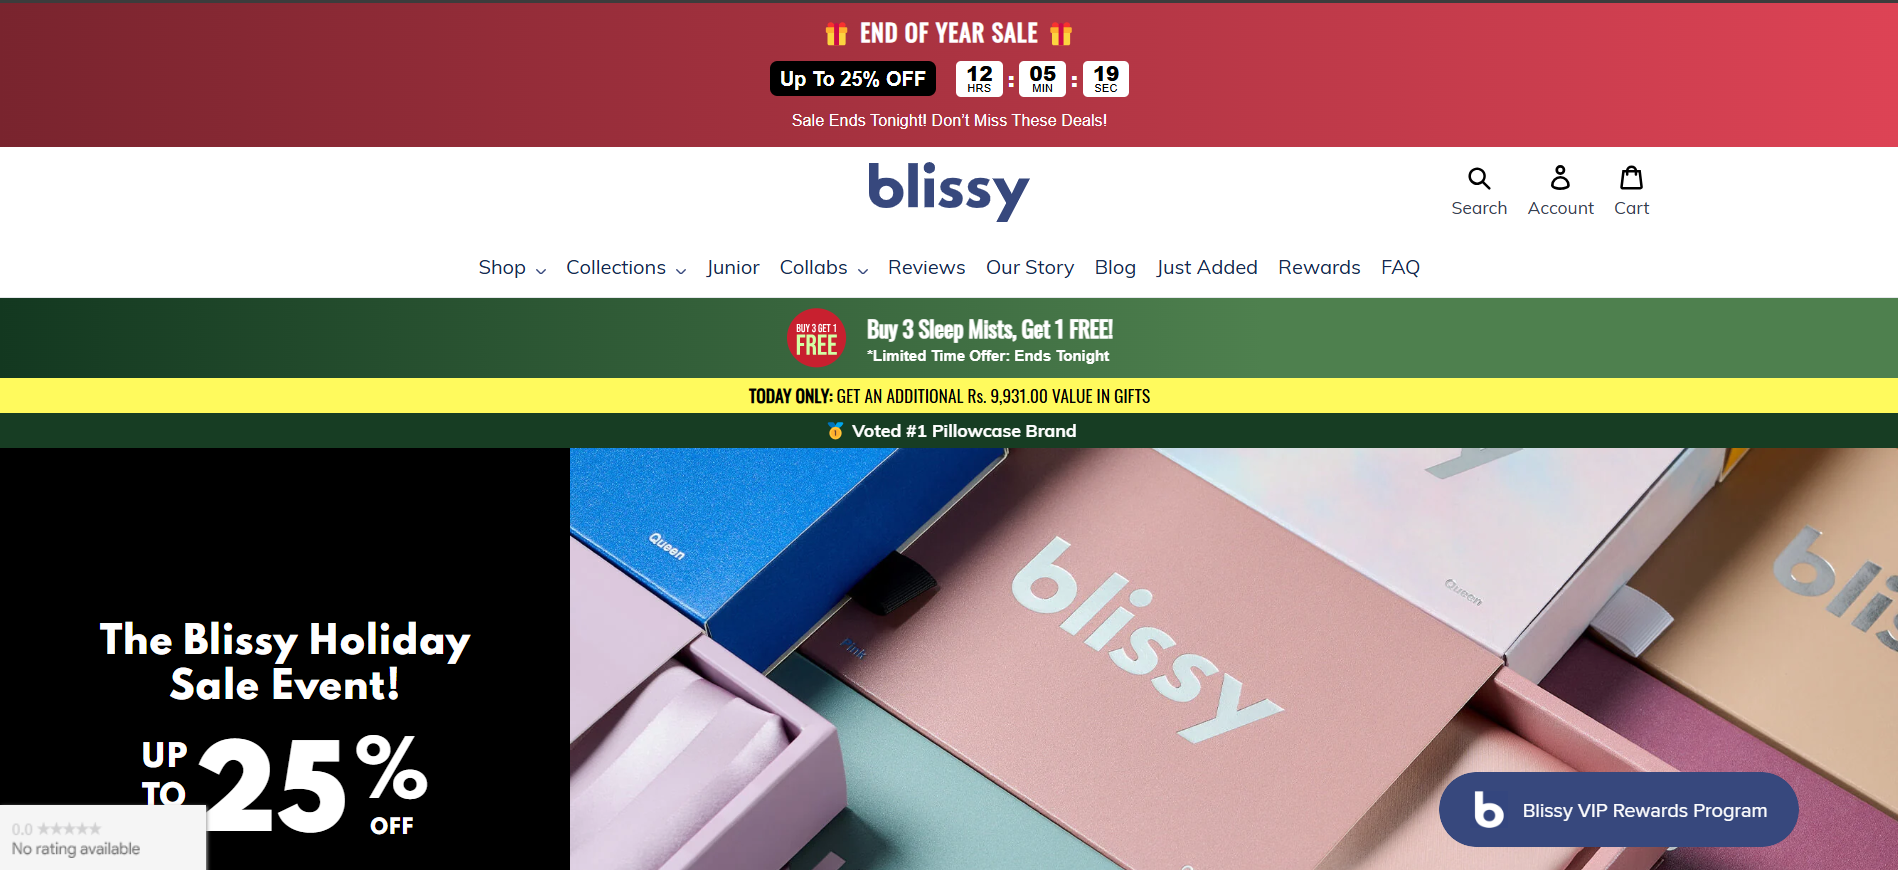 END OF YEAR SALE
Up To 25% OFF
12 : 05 : 19
HRS MIN SEC
Sale Ends Tonight! Don't Miss These Deals!
blissy
Search Account Cart
Shop Collections Junior Collabs Reviews Our Story Blog Just Added Rewards FAQ
BUY 3 GET 1
FREE
Buy 3 Sleep Mists, Get 1 FREE!
*Limited Time Offer: Ends Tonight
TODAY ONLY: GET AN ADDITIONAL Rs. 9,931.00 VALUE IN GIFTS
Voted #1 Pillowcase Brand
The Blissy Holiday
Sale Event!
UP
TO
25%
OFF
Queen
Pink
blissy
Queen
0.0 ★★★★★
No rating available
b Blissy VIP Rewards Program